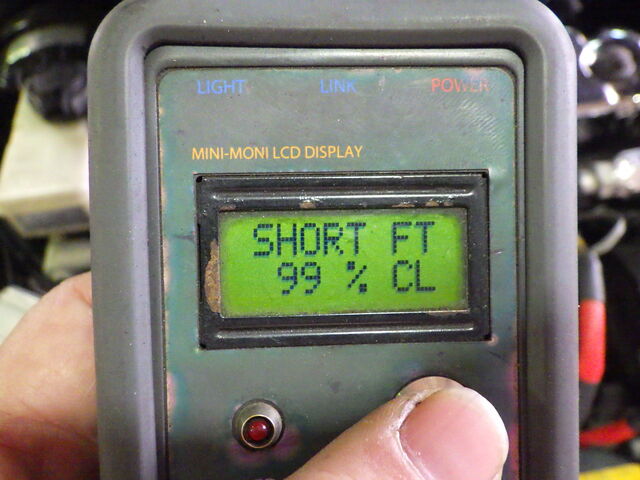 LIGHT LINK POWER
MINI-MONI LCD DISPLAY
SHORT FT
99 % CL